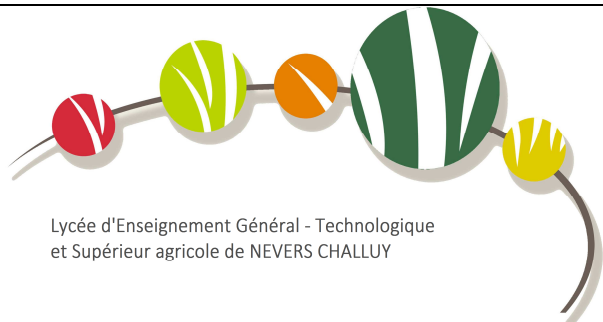 Lycée d'Enseignement Général - Technologique
et Supérieur agricole de NEVERS CHALLUY